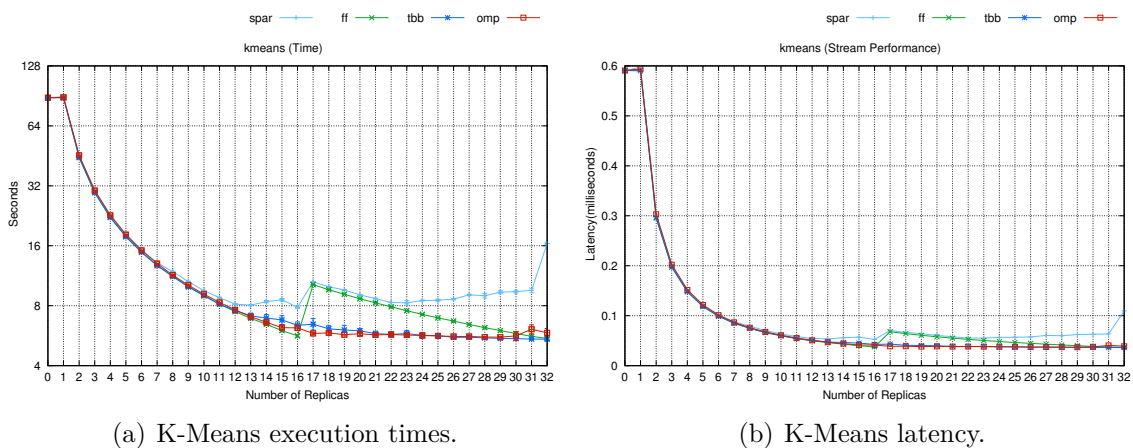 spar ff tbb omp
kmeans (Time)
128
64
32
16
8
4
Seconds
0 1 2 3 4 5 6 7 8 9 10 11 12 13 14 15 16 17 18 19 20 21 22 23 24 25 26 27 28 29 30 31 32
Number of Replicas
(a) K-Means execution times.
spar ff tbb omp
kmeans (Stream Performance)
0.6
0.5
0.4
0.3
0.2
0.1
0
Latency(milliseconds)
0 1 2 3 4 5 6 7 8 9 10 11 12 13 14 15 16 17 18 19 20 21 22 23 24 25 26 27 28 29 30 31 32
Number of Replicas
(b) K-Means latency.